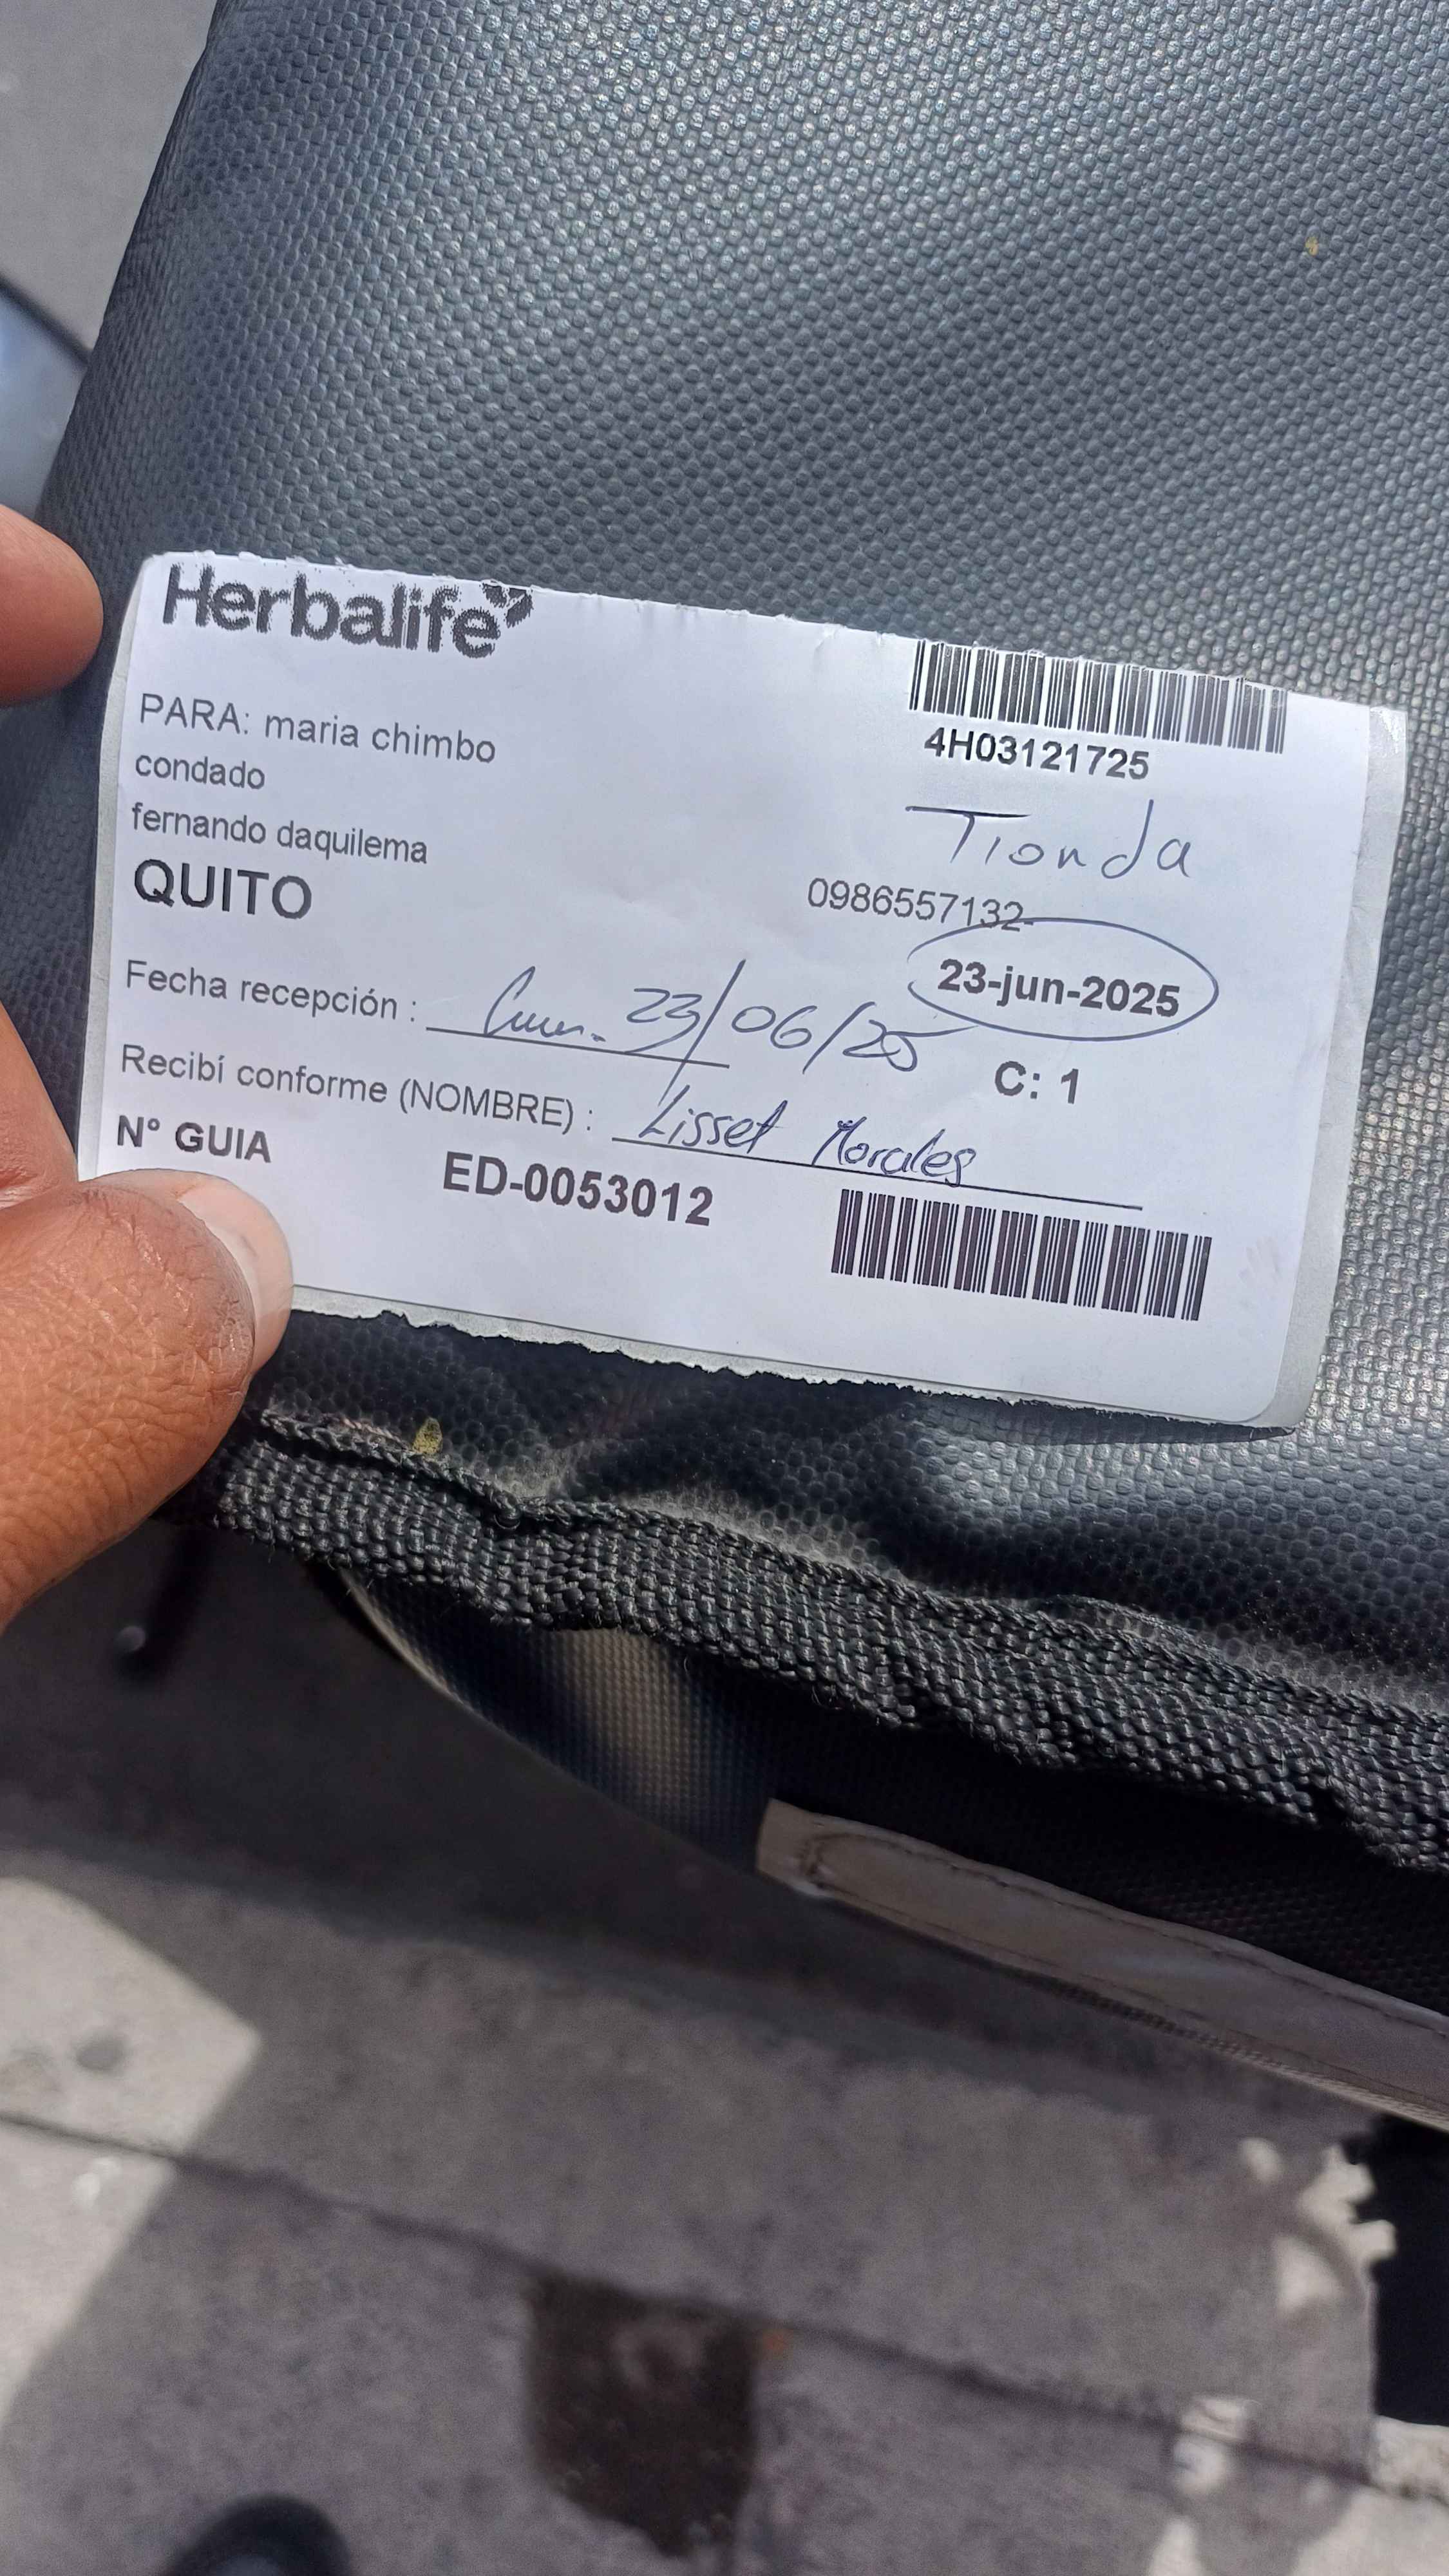 Herbalife
4H03121725
PARA: maria chimbo
condado
Tionda
fernando daquilema
0986557132
QUITO
23-jun-2025
Fecha recepción : 23/06/25
C: 1
Recibí conforme (NOMBRE) : Lisset Morales
N° GUIA ED-0053012